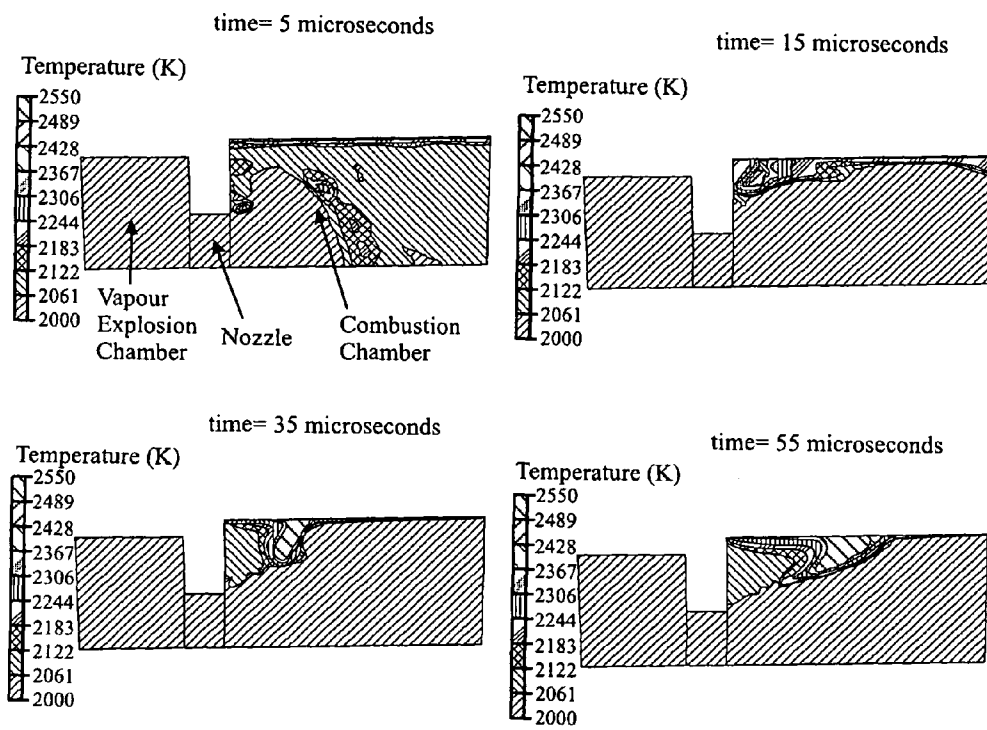 time= 5 microseconds
Temperature (K)
2550
2489
2428
2367
2306
2244
2183
2122
2061
2000
Vapour
Explosion
Chamber
Nozzle
Combustion
Chamber
time= 15 microseconds
Temperature (K)
2550
2489
2428
2367
2306
2244
2183
2122
2061
2000
time= 35 microseconds
Temperature (K)
2550
2489
2428
2367
2306
2244
2183
2122
2061
2000
time= 55 microseconds
Temperature (K)
2550
2489
2428
2367
2306
2244
2183
2122
2061
2000